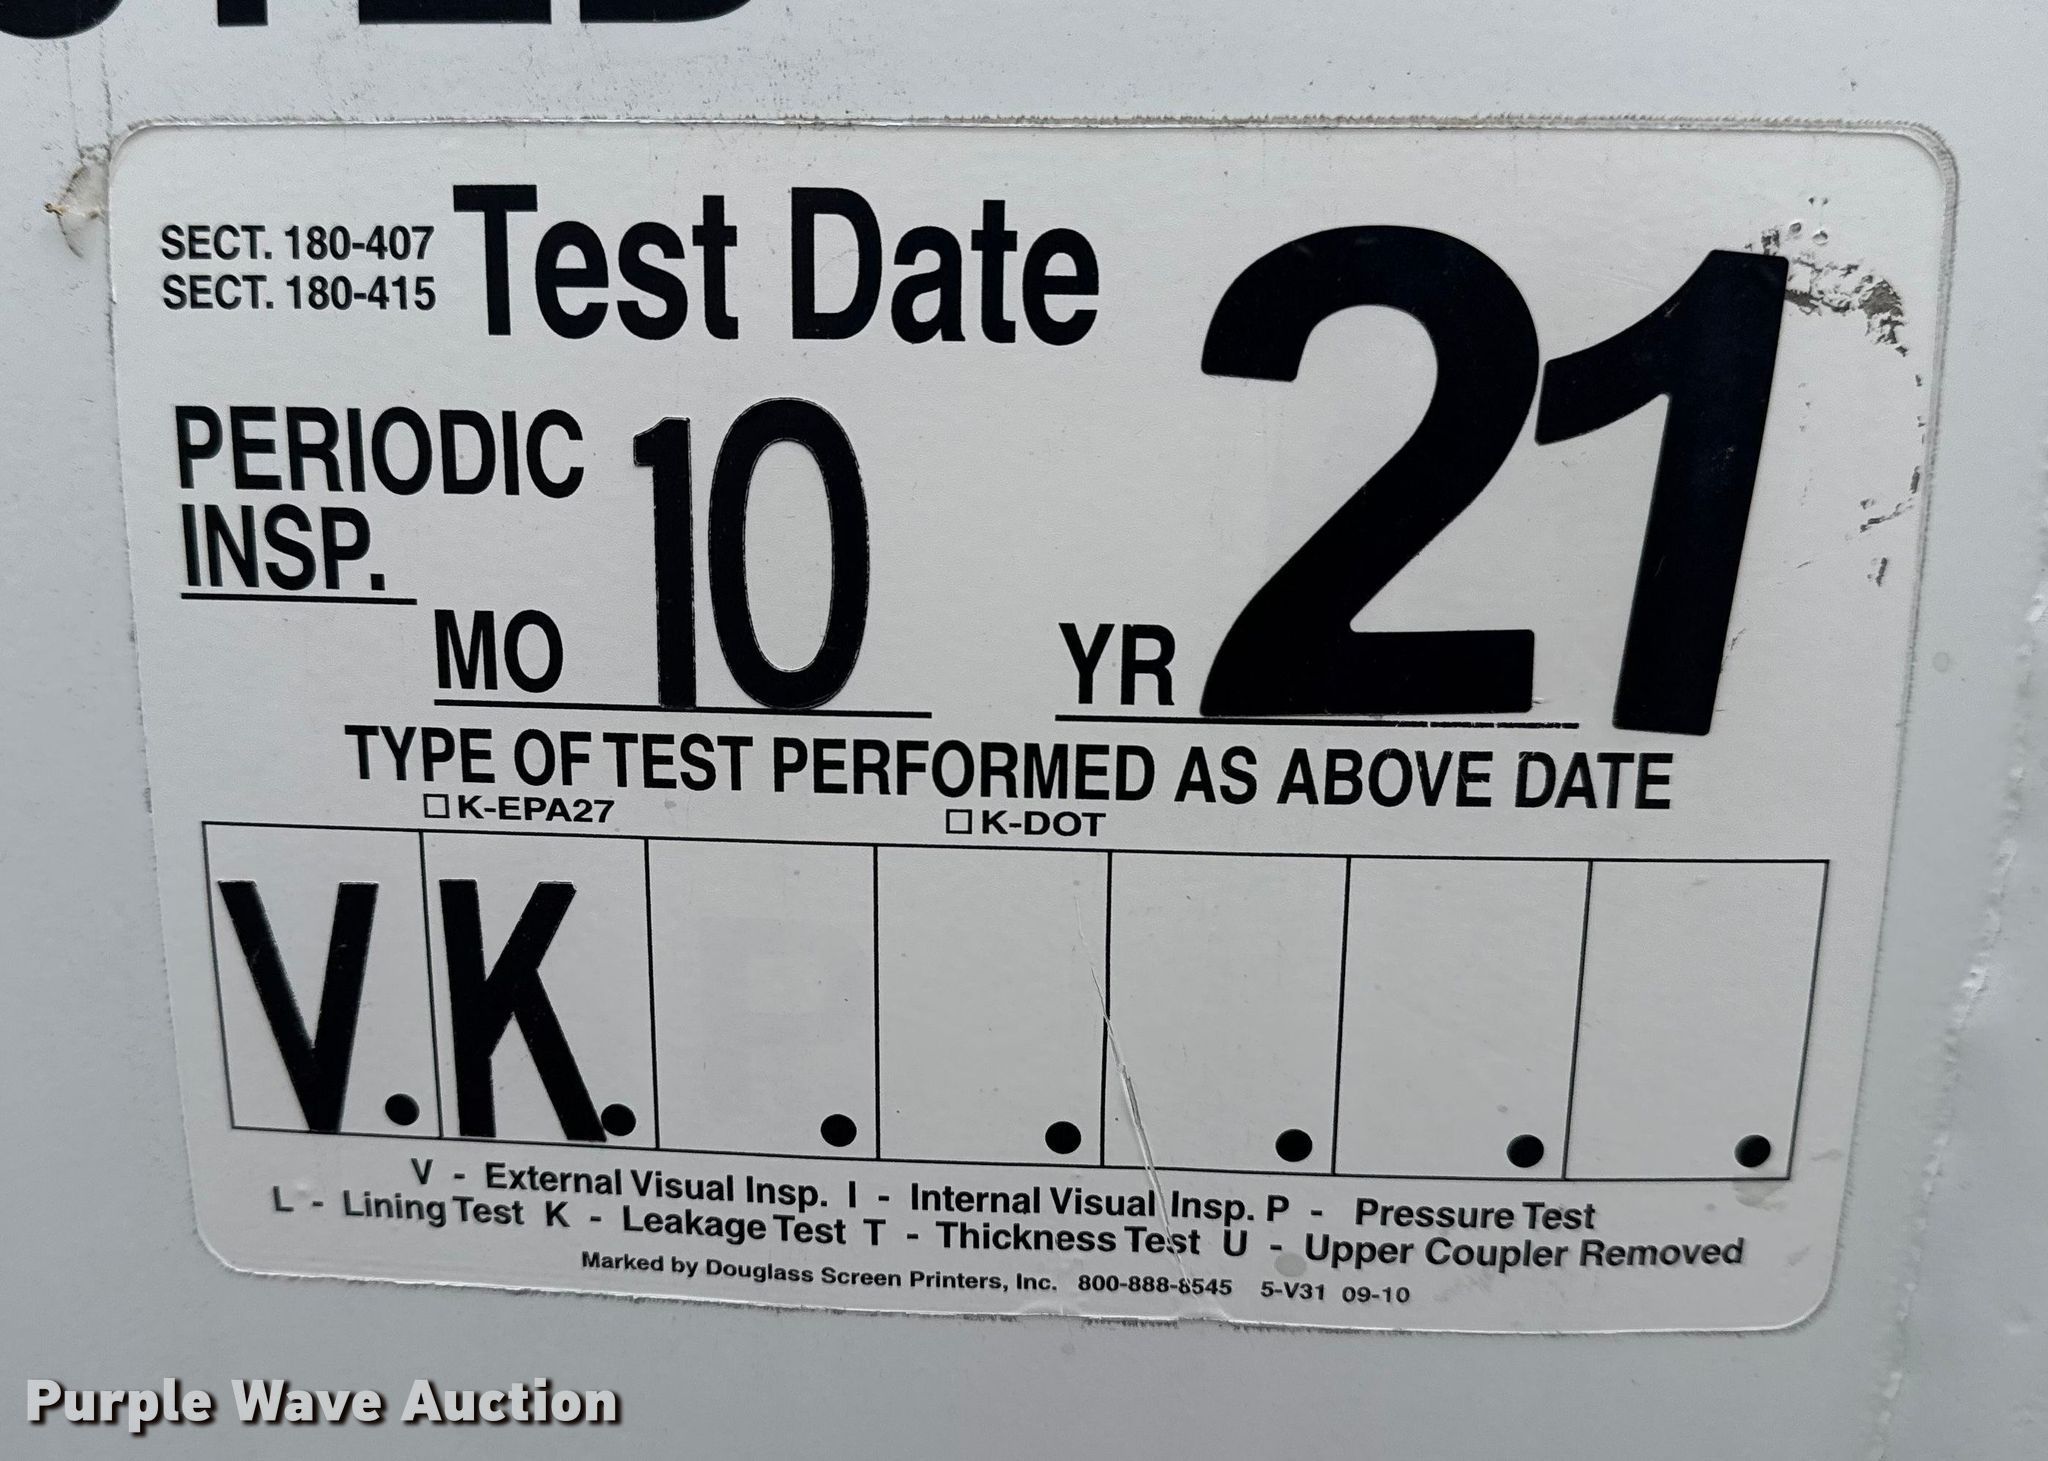 SECT. 180-407
SECT. 180-415
Test Date
PERIODIC
INSP.
MO 10
YR 21
TYPE OF TEST PERFORMED AS ABOVE DATE
☐ K-EPA27 ☐ K-DOT
V. K. . . . . .
V - External Visual Insp. I - Internal Visual Insp. P - Pressure Test
L - Lining Test K - Leakage Test T - Thickness Test U - Upper Coupler Removed
Marked by Douglass Screen Printers, Inc. 800-888-8545 5-V31 09-10
Purple Wave Auction